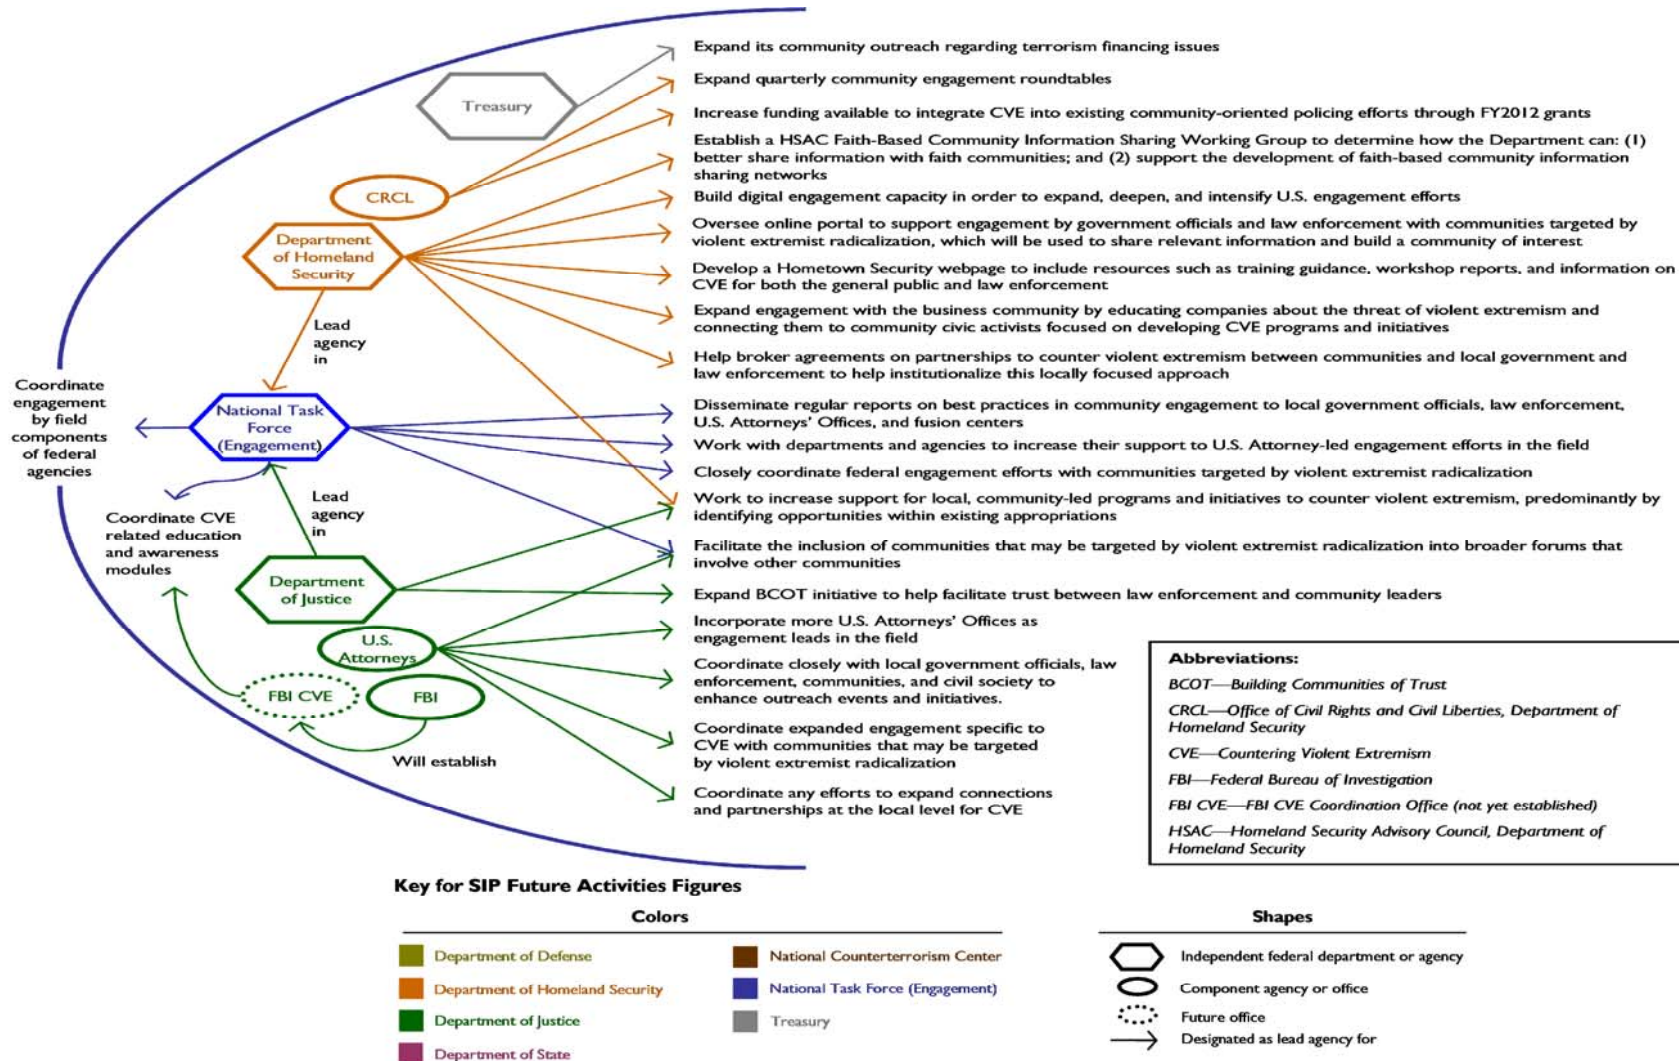 Expand its community outreach regarding terrorism financing issues
Treasury
Expand quarterly community engagement roundtables
Increase funding available to integrate CVE into existing community-oriented policing efforts through FY2012 grants
Establish a HSAC Faith-Based Community Information Sharing Working Group to determine how the Department can: (1)
better share information with faith communities; and (2) support the development of faith-based community information
sharing networks
CRCL
Build digital engagement capacity in order to expand, deepen, and intensify U.S. engagement efforts
Department
of Homeland
Security
Oversee online portal to support engagement by government officials and law enforcement with communities targeted by
violent extremist radicalization, which will be used to share relevant information and build a community of interest
Develop a Hometown Security webpage to include resources such as training guidance, workshop reports, and information on
CVE for both the general public and law enforcement
Expand engagement with the business community by educating companies about the threat of violent extremism and
connecting them to community civic activists focused on developing CVE programs and initiatives
Lead
agency
in
Help broker agreements on partnerships to counter violent extremism between communities and local government and
law enforcement to help institutionalize this locally focused approach
Coordinate
engagement
by field
components
of federal
agencies
National Task
Force
(Engagement)
Disseminate regular reports on best practices in community engagement to local government officials, law enforcement,
U.S. Attorneys' Offices, and fusion centers
Work with departments and agencies to increase their support to U.S. Attorney-led engagement efforts in the field
Closely coordinate federal engagement efforts with communities targeted by violent extremist radicalization
Lead
agency
in
Work to increase support for local, community-led programs and initiatives to counter violent extremism, predominantly by
identifying opportunities within existing appropriations
Coordinate CVE
related education
and awareness
modules
Facilitate the inclusion of communities that may be targeted by violent extremist radicalization into broader forums that
involve other communities
Department
of Justice
Expand BCOT initiative to help facilitate trust between law enforcement and community leaders
U.S.
Attorneys
Incorporate more U.S. Attorneys' Offices as
engagement leads in the field
Coordinate closely with local government officials, law
enforcement, communities, and civil society to
enhance outreach events and initiatives.
FBI CVE
FBI
Coordinate expanded engagement specific to
CVE with communities that may be targeted
by violent extremist radicalization
Will establish
Coordinate any efforts to expand connections
and partnerships at the local level for CVE
Abbreviations:
BCOT—Building Communities of Trust
CRCL—Office of Civil Rights and Civil Liberties, Department of
Homeland Security
CVE—Countering Violent Extremism
FBI—Federal Bureau of Investigation
FBI CVE—FBI CVE Coordination Office (not yet established)
HSAC—Homeland Security Advisory Council, Department of
Homeland Security
Key for SIP Future Activities Figures
Colors
Department of Defense
Department of Homeland Security
Department of Justice
Department of State
National Counterterrorism Center
National Task Force (Engagement)
Treasury
Shapes
Independent federal department or agency
Component agency or office
Future office
Designated as lead agency for